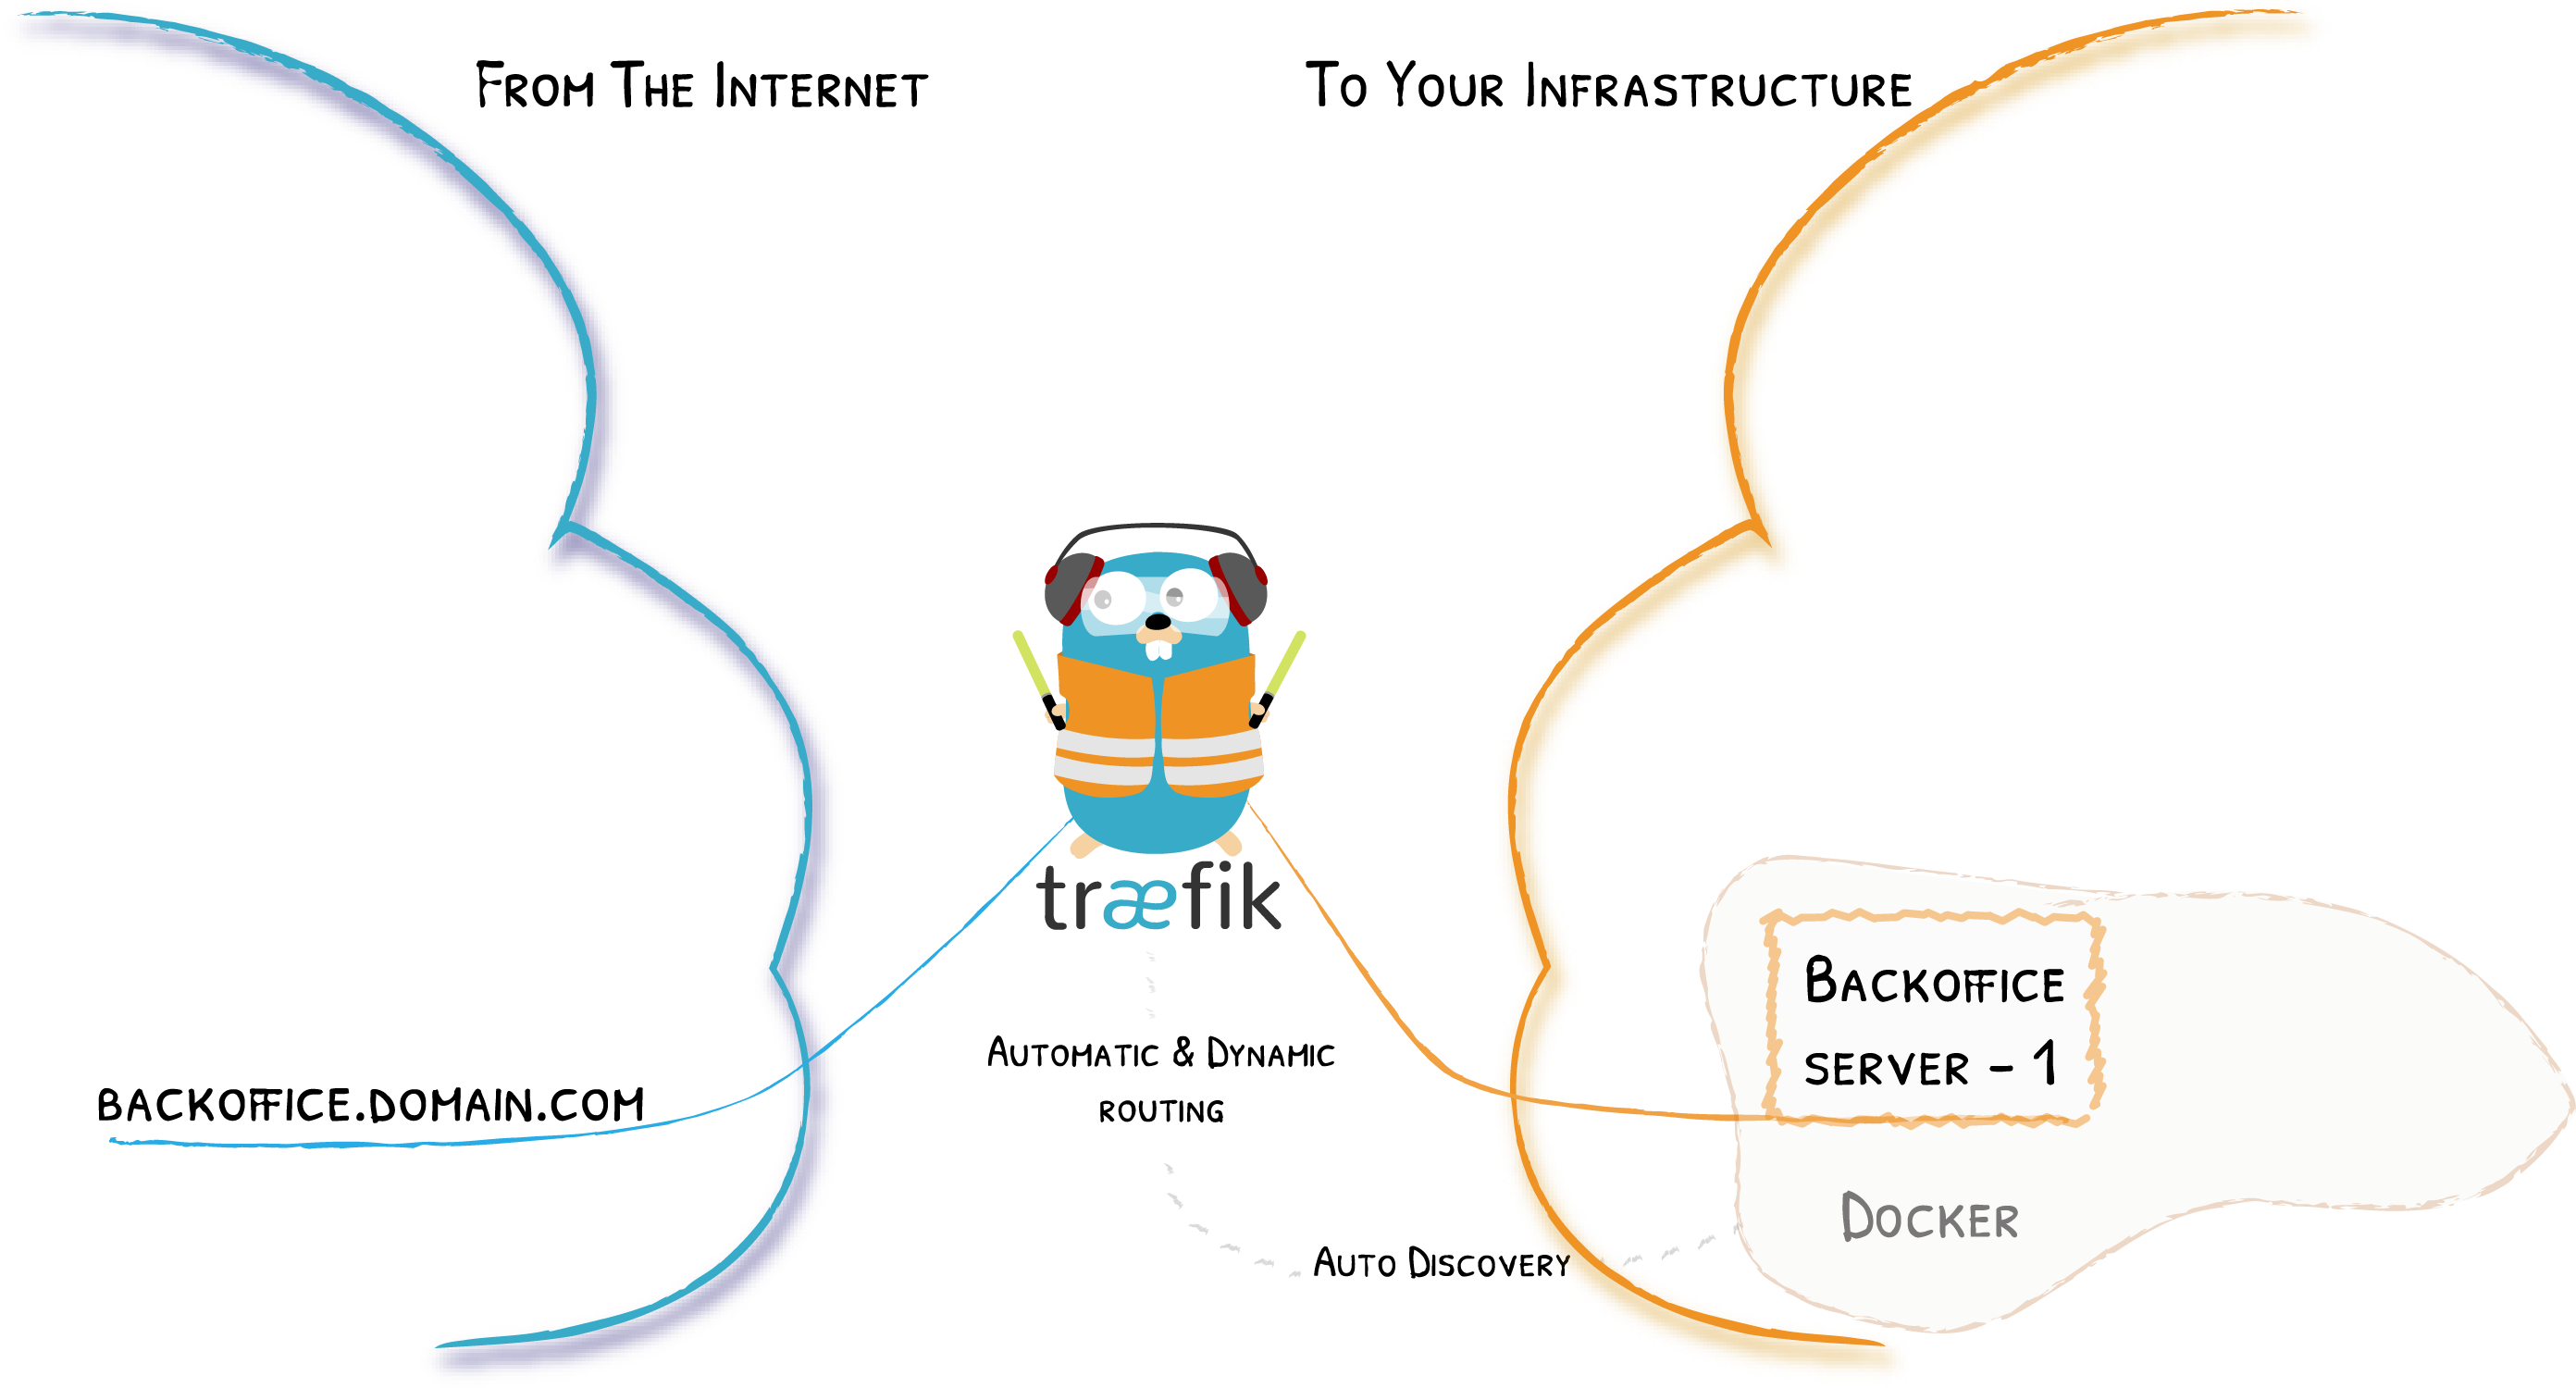 From The Internet
To Your Infrastructure
træfik
Automatic & Dynamic
routing
backoffice.domain.com
Backoffice
server - 1
Docker
Auto Discovery